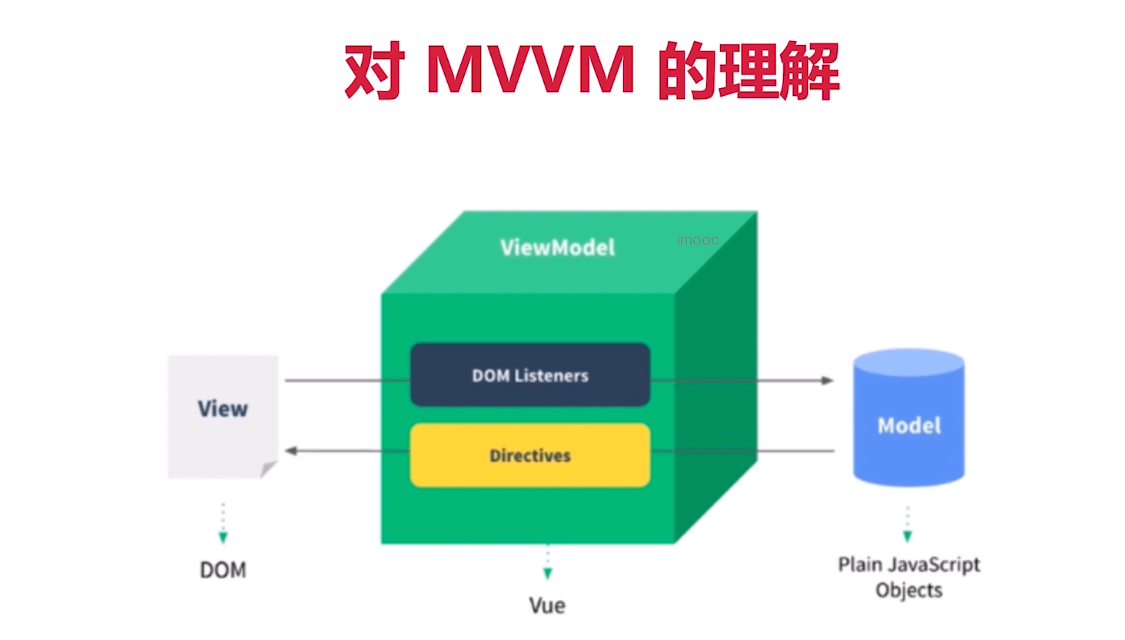 对 MVVM 的理解
ViewModel
imooc
DOM Listeners
View
Model
Directives
DOM
Plain JavaScript
Objects
Vue